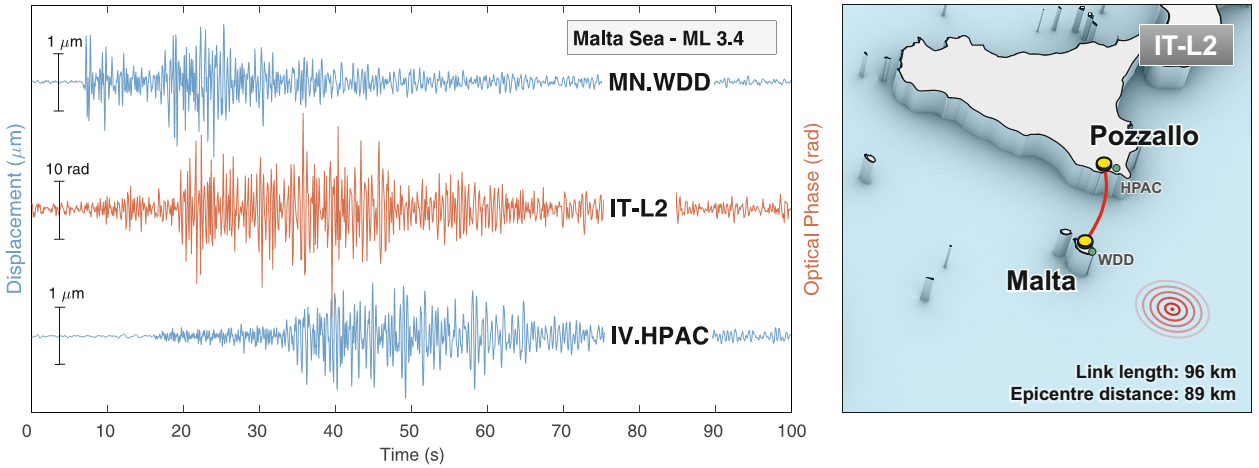 Malta Sea - ML 3.4
1 μm
MN.WDD
10 rad
IT-L2
1 μm
IV.HPAC
Displacement (μm)
Optical Phase (rad)
0 10 20 30 40 50 60 70 80 90 100
Time (s)
IT-L2
Pozzallo
HPAC
WDD
Malta
Link length: 96 km
Epicentre distance: 89 km